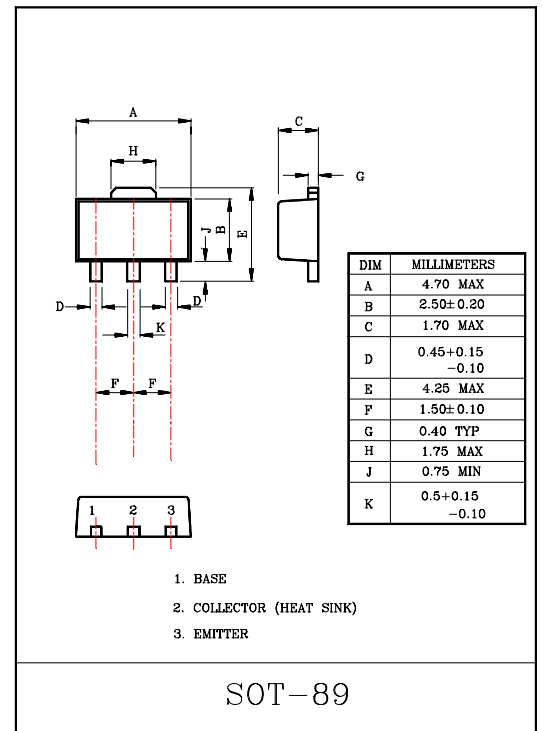 A
H
C
G
J
B
E
D
D
K
F
F
DIM MILLIMETERS
A 4.70 MAX
B 2.50±0.20
C 1.70 MAX
D 0.45+0.15
−0.10
E 4.25 MAX
F 1.50±0.10
G 0.40 TYP
H 1.75 MAX
J 0.75 MIN
K 0.5+0.15
−0.10
1 2 3
1. BASE
2. COLLECTOR (HEAT SINK)
3. EMITTER
SOT−89